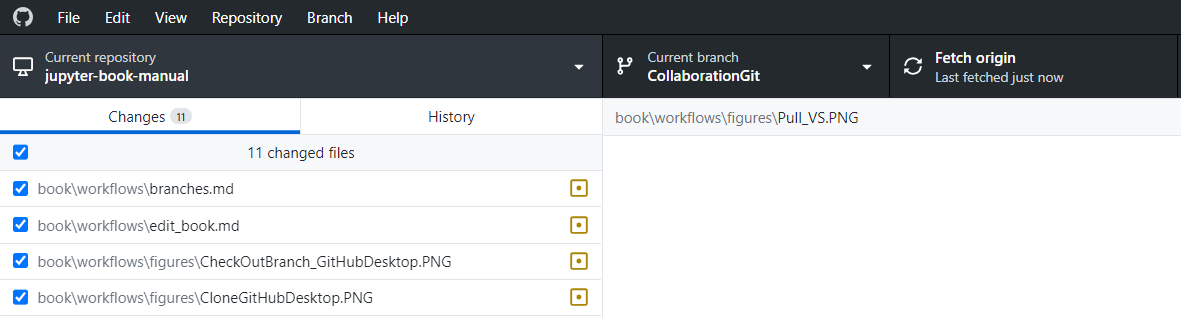 File Edit View Repository Branch Help
Current repository
jupyter-book-manual
Current branch
CollaborationGit
Fetch origin
Last fetched just now
Changes 11
History
book\workflows\figures\Pull_VS.PNG
11 changed files
book\workflows\branches.md
book\workflows\edit_book.md
book\workflows\figures\CheckOutBranch_GitHubDesktop.PNG
book\workflows\figures\CloneGitHubDesktop.PNG